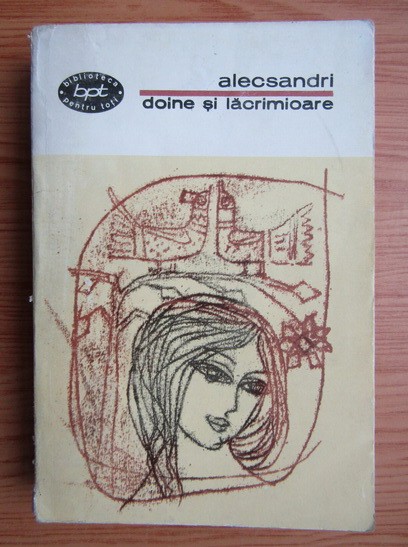 biblioteca
bpt
pentru toți
alecsandri
doine și lăcrimioare